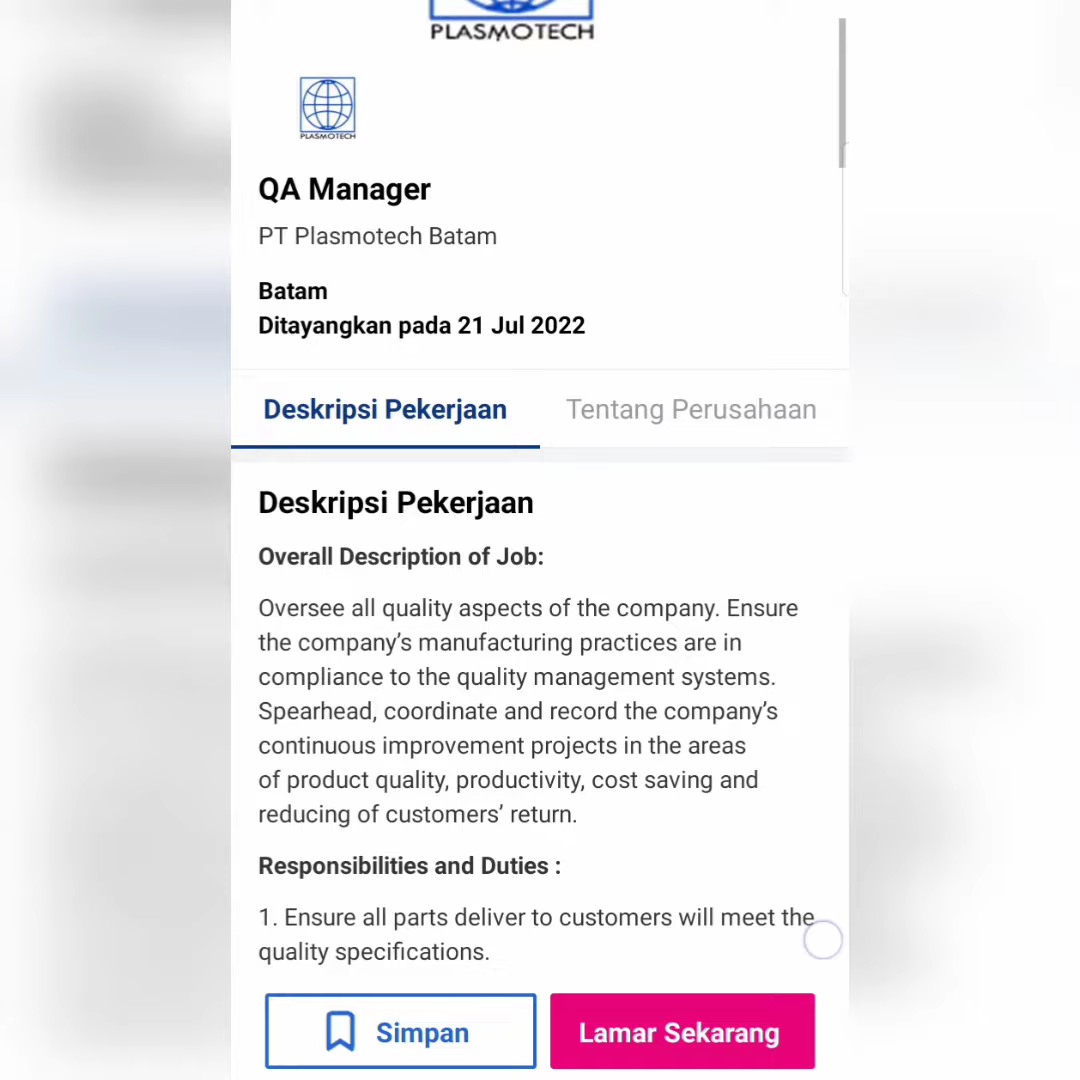 PLASMOTECH
PLASMOTECH
QA Manager
PT Plasmotech Batam
Batam
Ditayangkan pada 21 Jul 2022
Deskripsi Pekerjaan
Tentang Perusahaan
Deskripsi Pekerjaan
Overall Description of Job:
Oversee all quality aspects of the company. Ensure
the company’s manufacturing practices are in
compliance to the quality management systems.
Spearhead, coordinate and record the company’s
continuous improvement projects in the areas
of product quality, productivity, cost saving and
reducing of customers’ return.
Responsibilities and Duties :
1. Ensure all parts deliver to customers will meet the
quality specifications.
Simpan
Lamar Sekarang